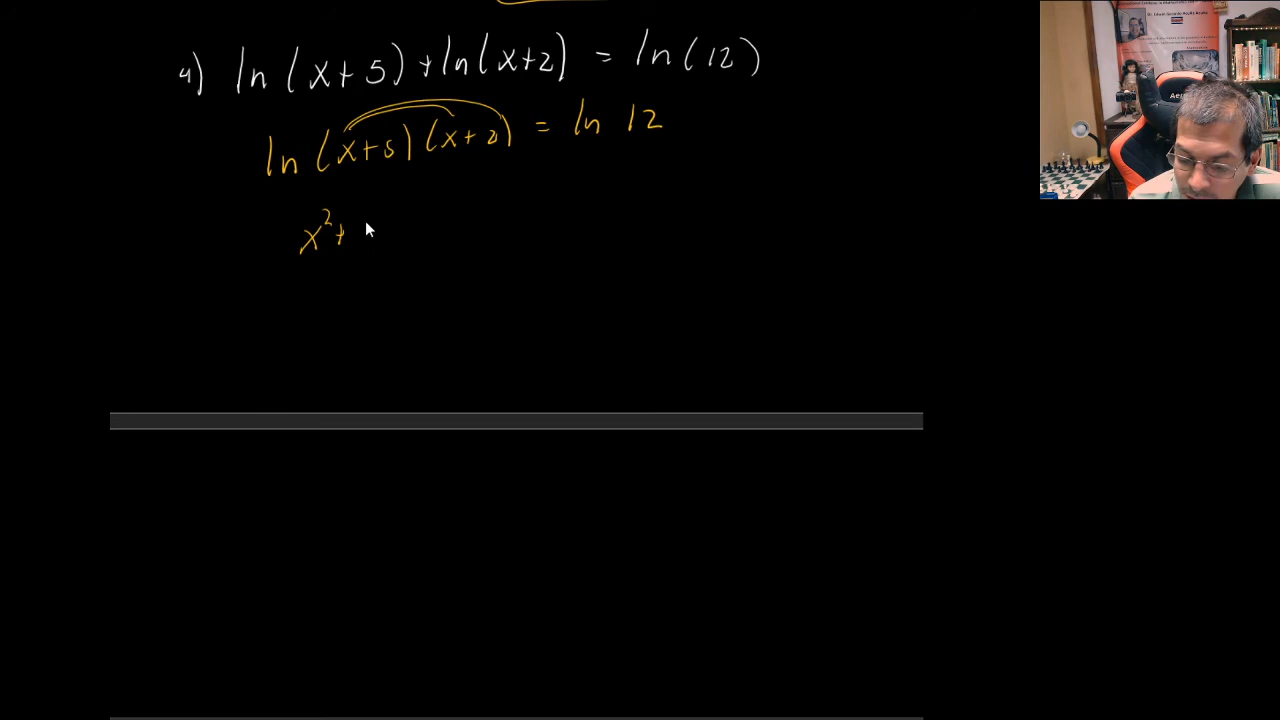 4) ln(x+5)+ln(x+2) = ln(12)
ln(x+5)(x+2) = ln 12
x²+